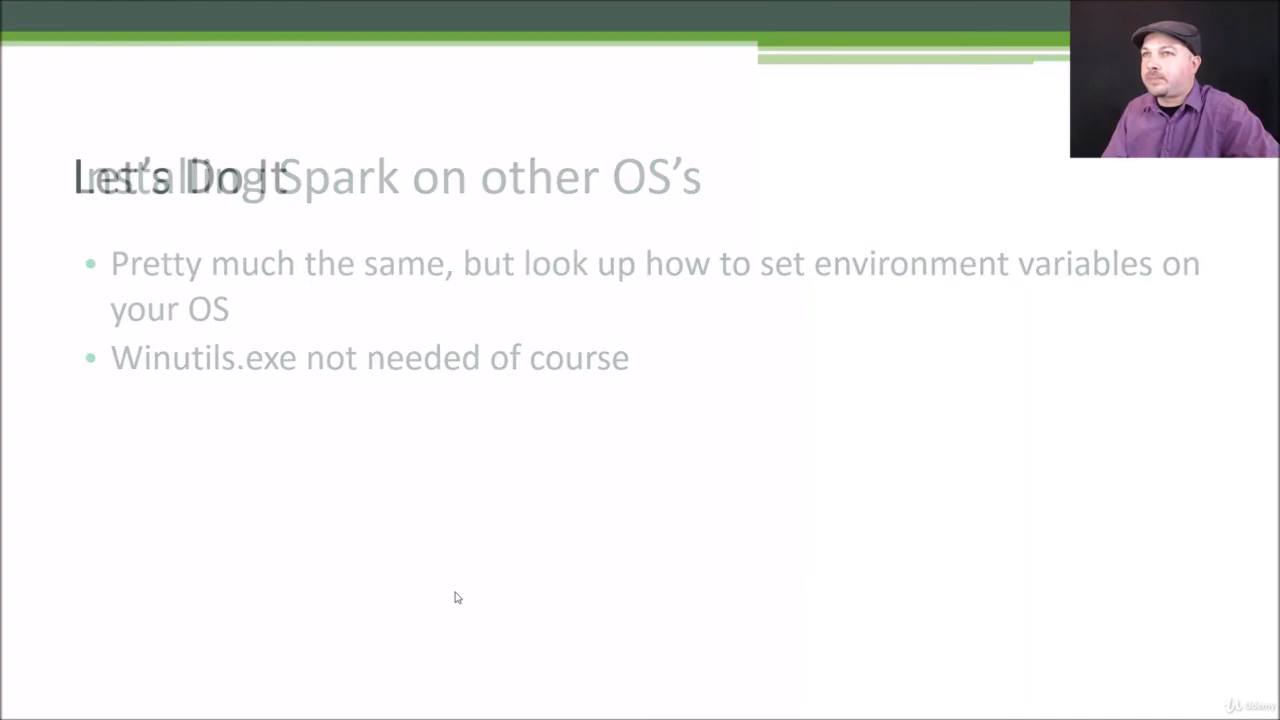 Let's Do It
Installing Spark on other OS's
• Pretty much the same, but look up how to set environment variables on
your OS
• Winutils.exe not needed of course
Udemy